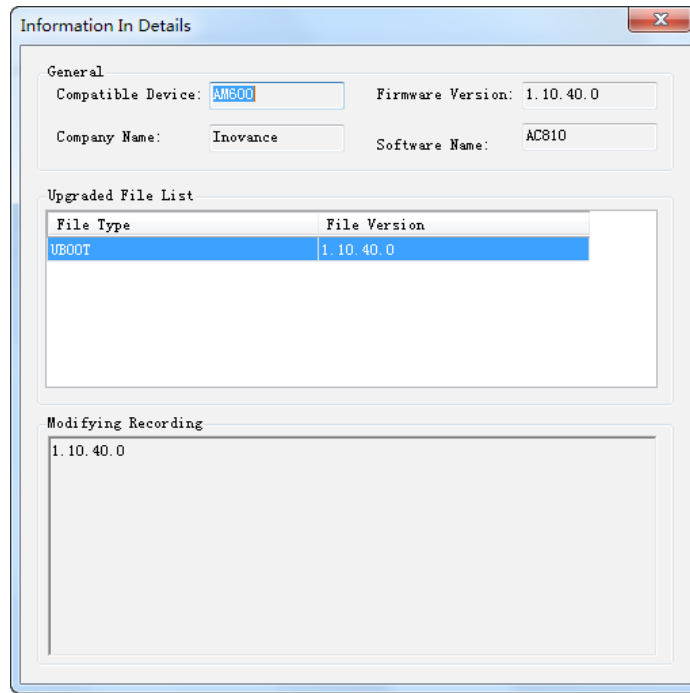 Information In Details
General
Compatible Device: AM600 Firmware Version: 1.10.40.0
Company Name: Inovance Software Name: AC810
Upgraded File List
File Type File Version
UBOOT 1.10.40.0
Modifying Recording
1.10.40.0